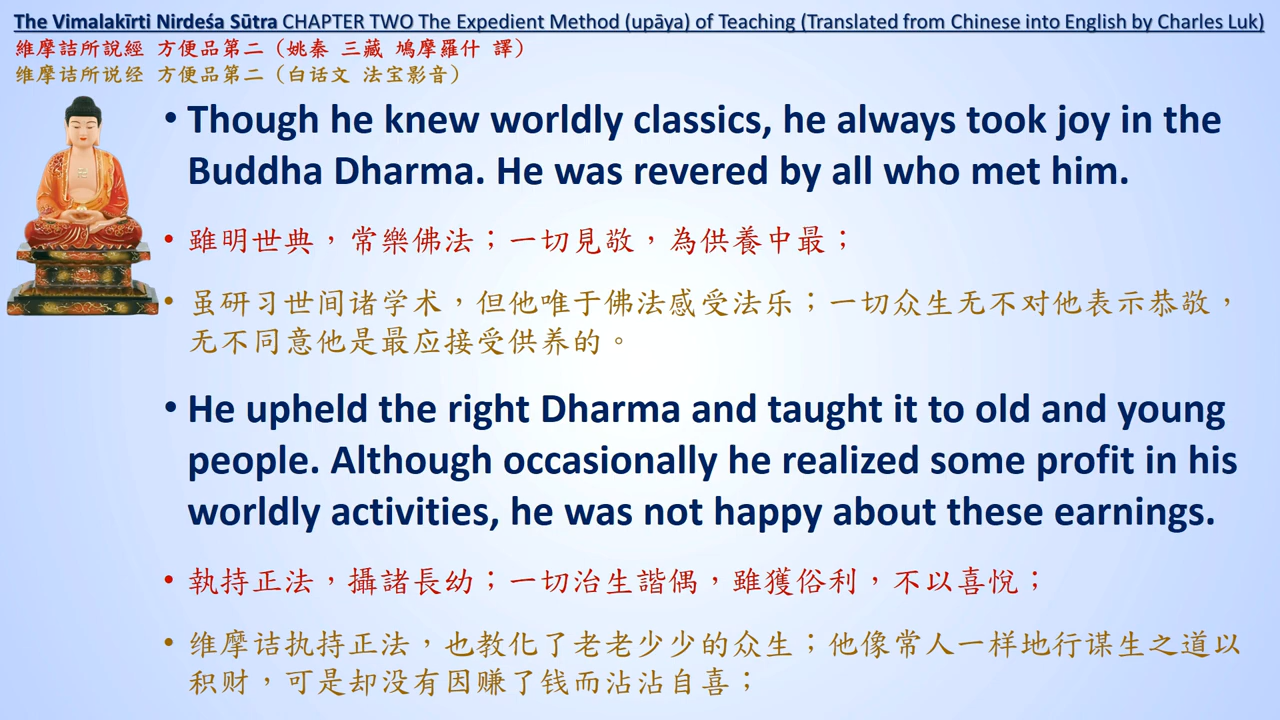 The Vimalakīrti Nirdeśa Sūtra CHAPTER TWO The Expedient Method (upāya) of Teaching (Translated from Chinese into English by Charles Luk)
維摩詰所說經 方便品第二（姚秦 三藏 鳩摩羅什 譯）
维摩诘所说经 方便品第二（白话文 法宝影音）
• Though he knew worldly classics, he always took joy in the
Buddha Dharma. He was revered by all who met him.
• 雖明世典，常樂佛法；一切見敬，為供養中最；
• 虽研习世间诸学术，但他唯于佛法感受法乐；一切众生无不对他表示恭敬，
无不同意他是最应接受供养的。
• He upheld the right Dharma and taught it to old and young
people. Although occasionally he realized some profit in his
worldly activities, he was not happy about these earnings.
• 執持正法，攝諸長幼；一切治生諧偶，雖獲俗利，不以喜悅；
• 维摩诘执持正法，也教化了老老少少的众生；他像常人一样地行谋生之道以
积财，可是却没有因赚了钱而沾沾自喜；